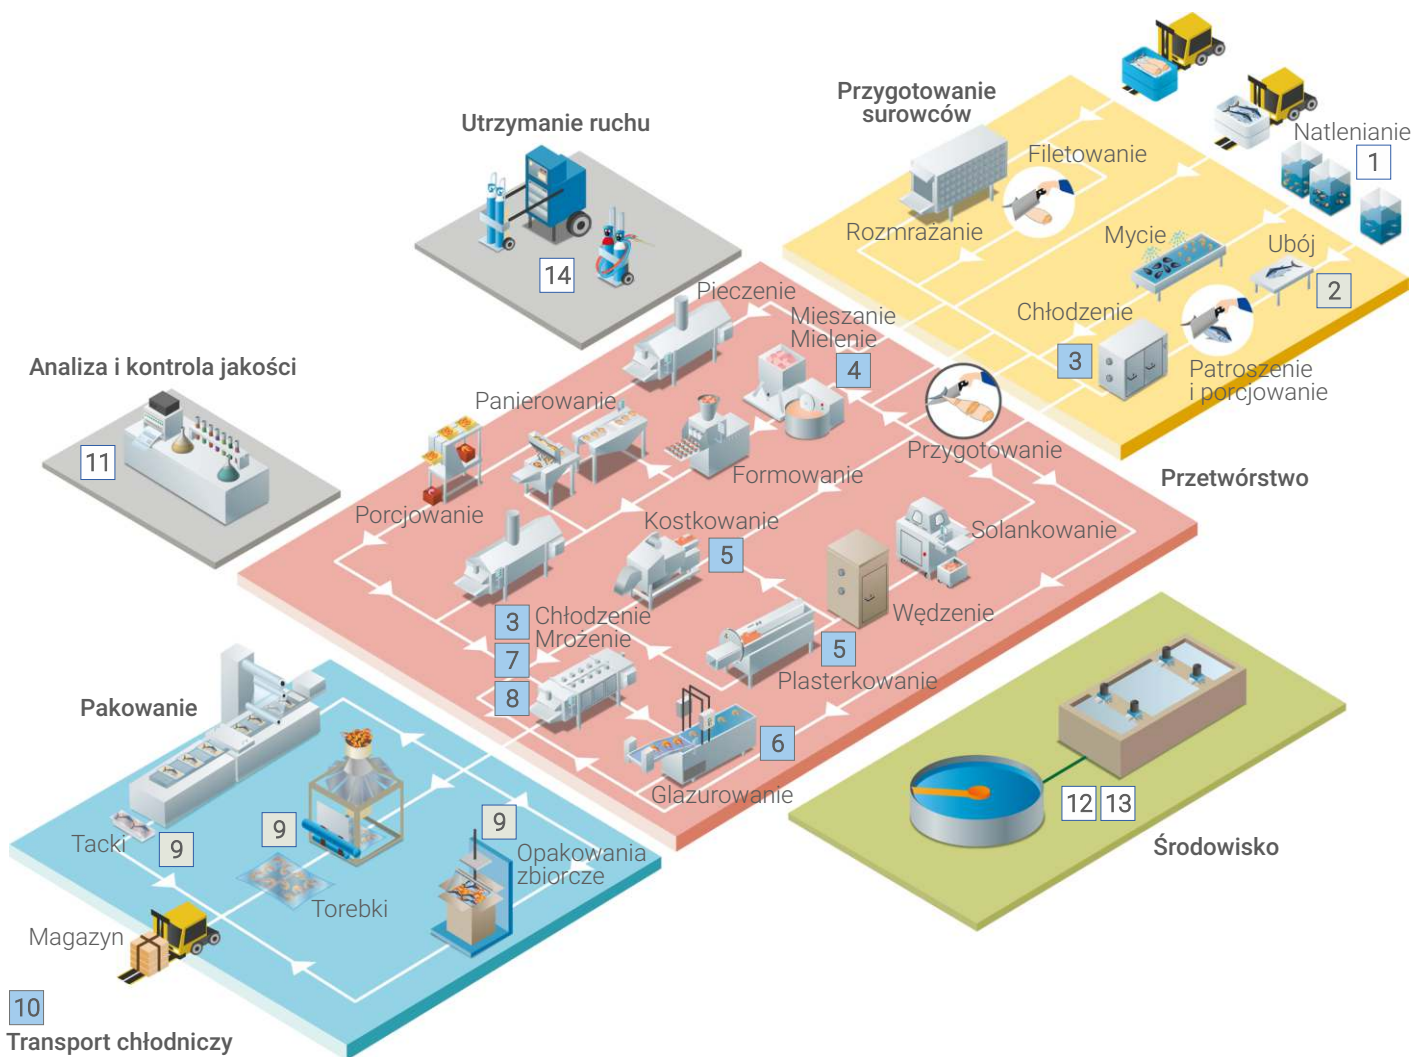 Przygotowanie
surowców
Utrzymanie ruchu
Natlenianie
1
Filetowanie
Rozmrażanie
Mycie
Ubój
2
14
Pieczenie
Mieszanie
Mielenie
4
Chłodzenie
3
Patroszenie
i porcjowanie
Analiza i kontrola jakości
11
Panierowanie
Przygotowanie
Formowanie
Przetwórstwo
Porcjowanie
Kostkowanie
5
Solankowanie
3
Chłodzenie
Mrożenie
7
8
Wędzenie
5
Plasterkowanie
Pakowanie
6
Glazurowanie
12
13
Środowisko
Tacki
9
9
9
Opakowania
zbiorcze
Torebki
Magazyn
10
Transport chłodniczy